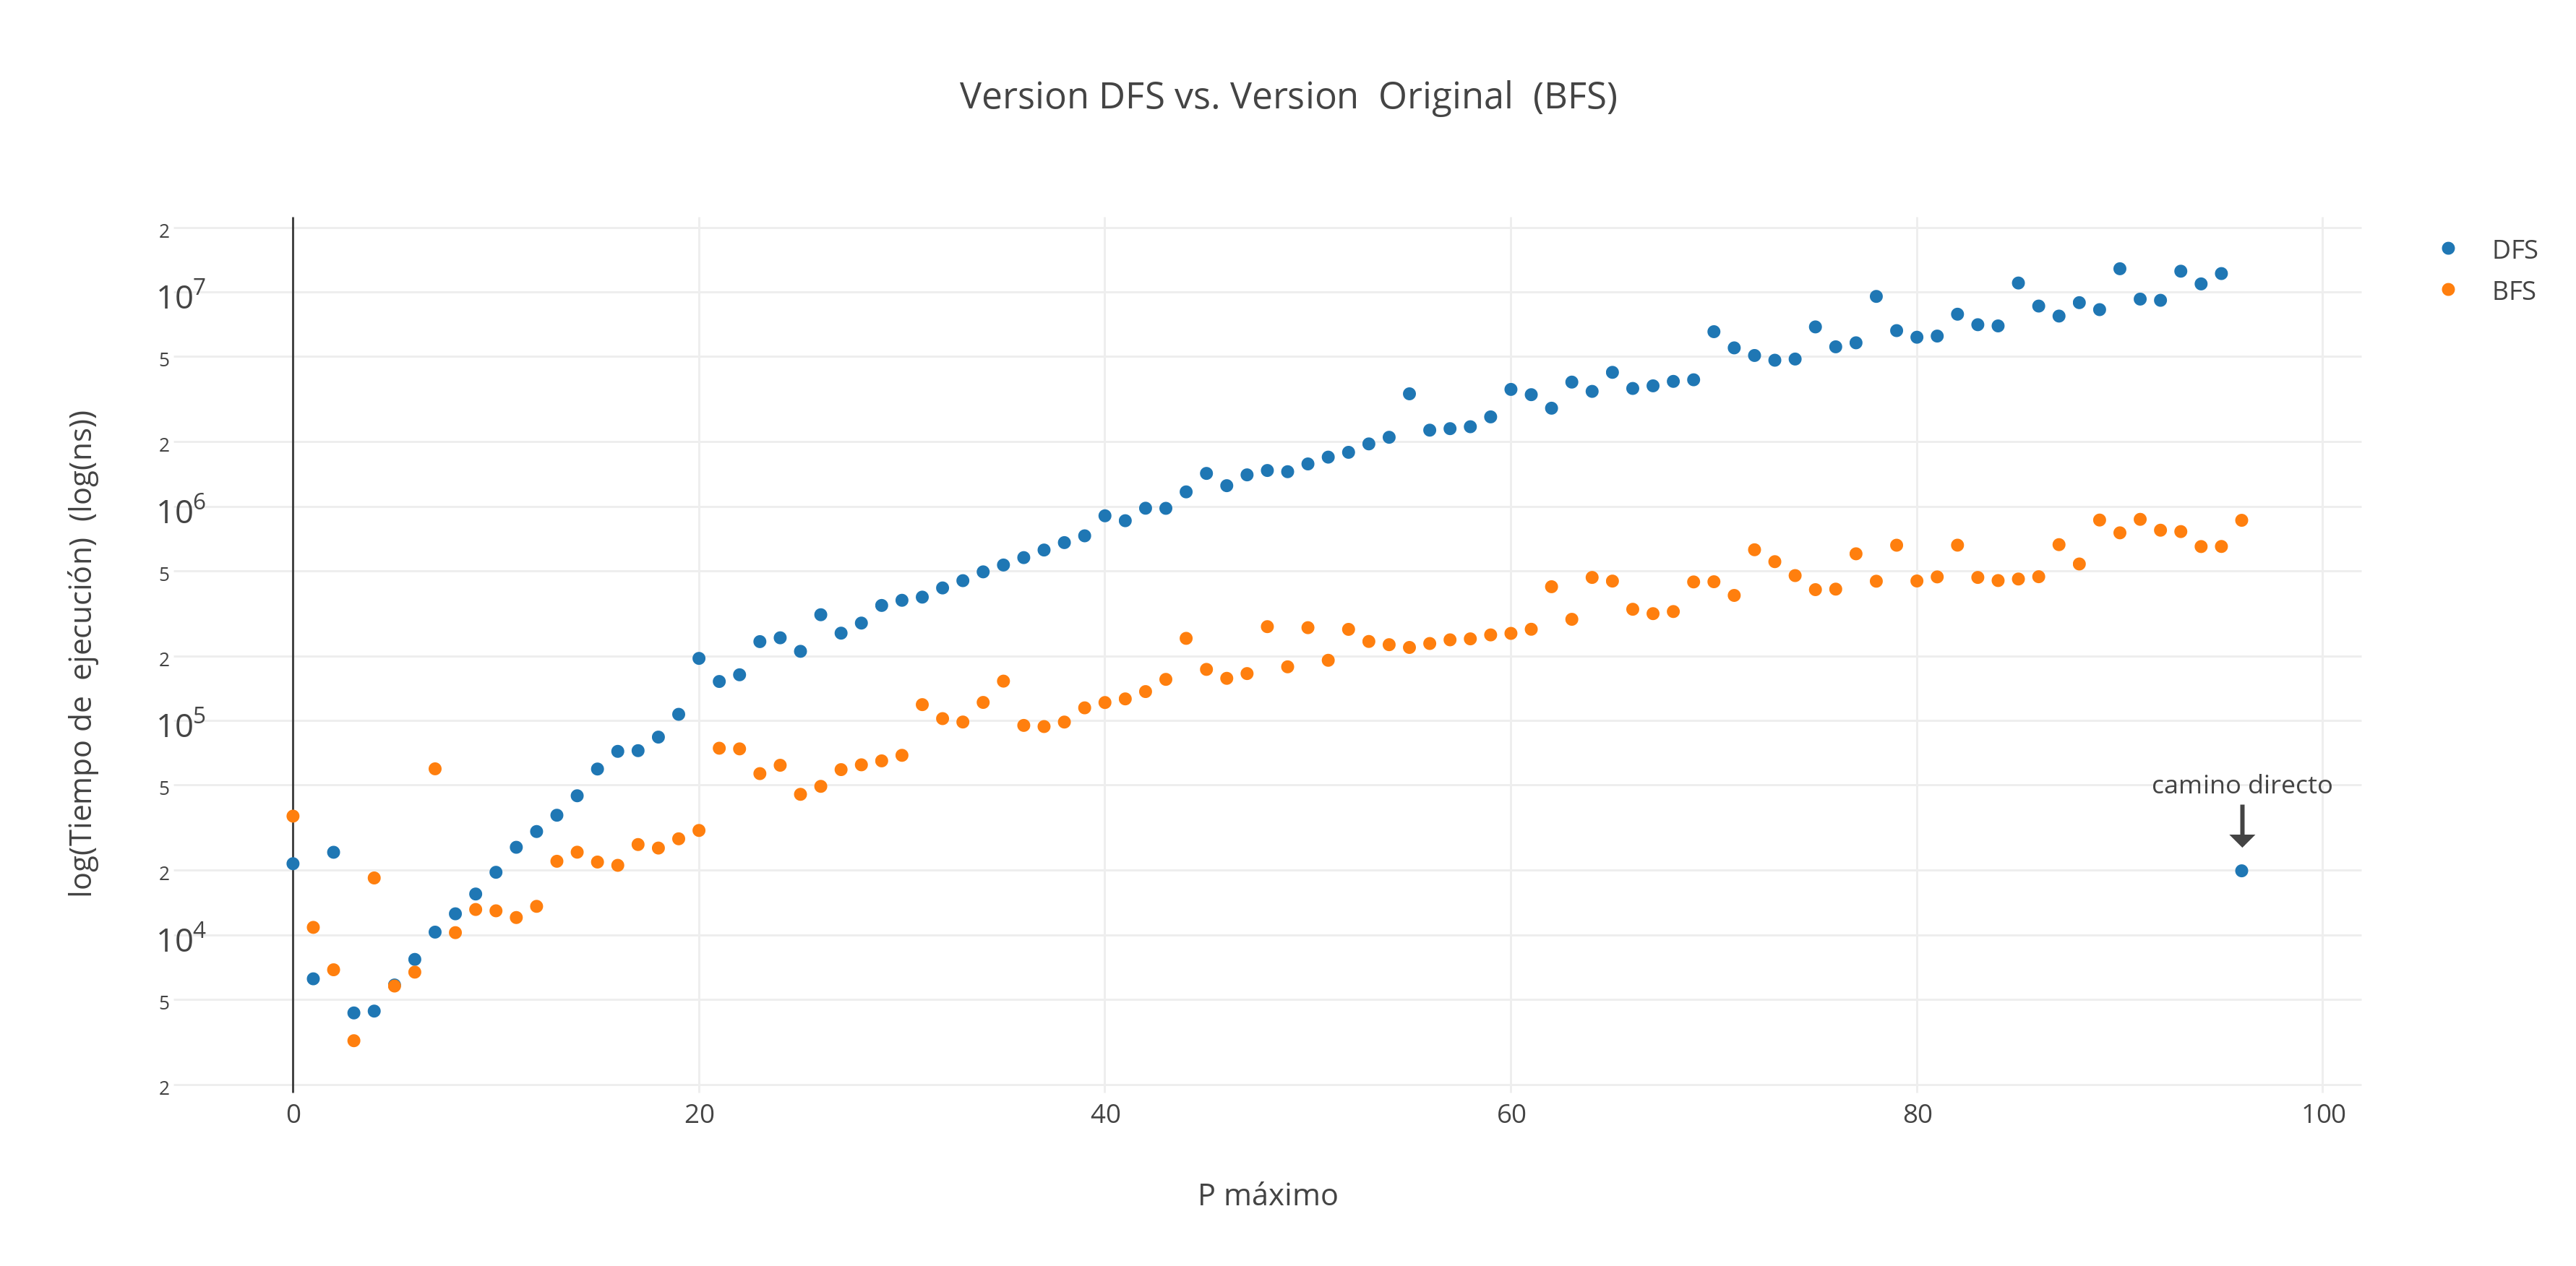 Version DFS vs. Version Original (BFS)
DFS
BFS
log(Tiempo de ejecución) (log(ns))
2
10^7
5
2
10^6
5
2
10^5
5
2
10^4
5
2
camino directo
0 20 40 60 80 100
P máximo